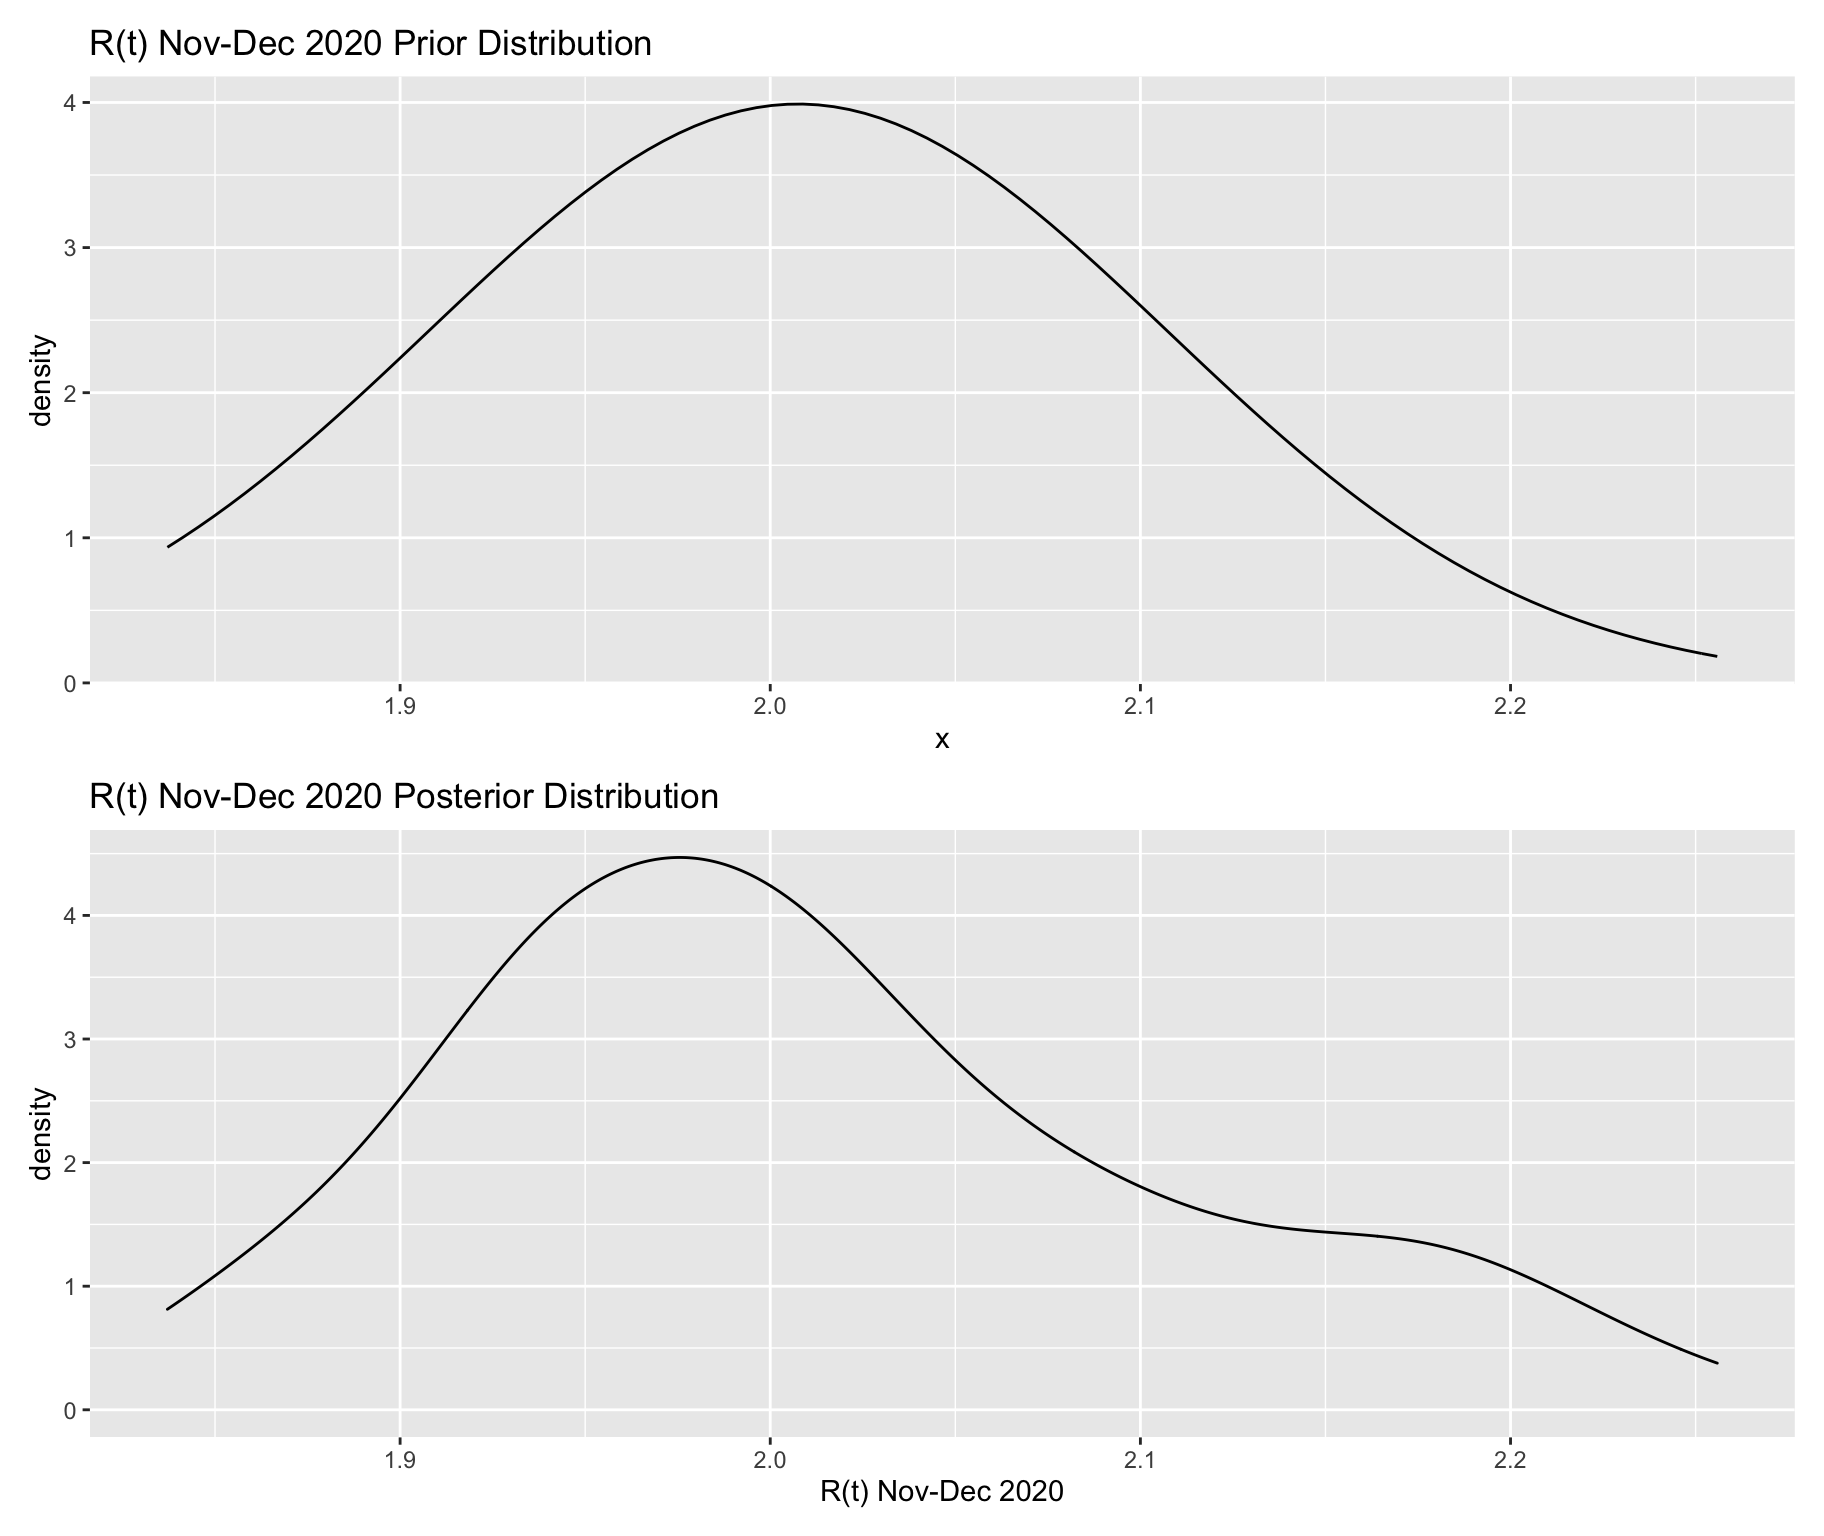 R(t) Nov-Dec 2020 Prior Distribution
4
3
2
1
0
density
1.9 2.0 2.1 2.2
x
R(t) Nov-Dec 2020 Posterior Distribution
4
3
2
1
0
density
1.9 2.0 2.1 2.2
R(t) Nov-Dec 2020